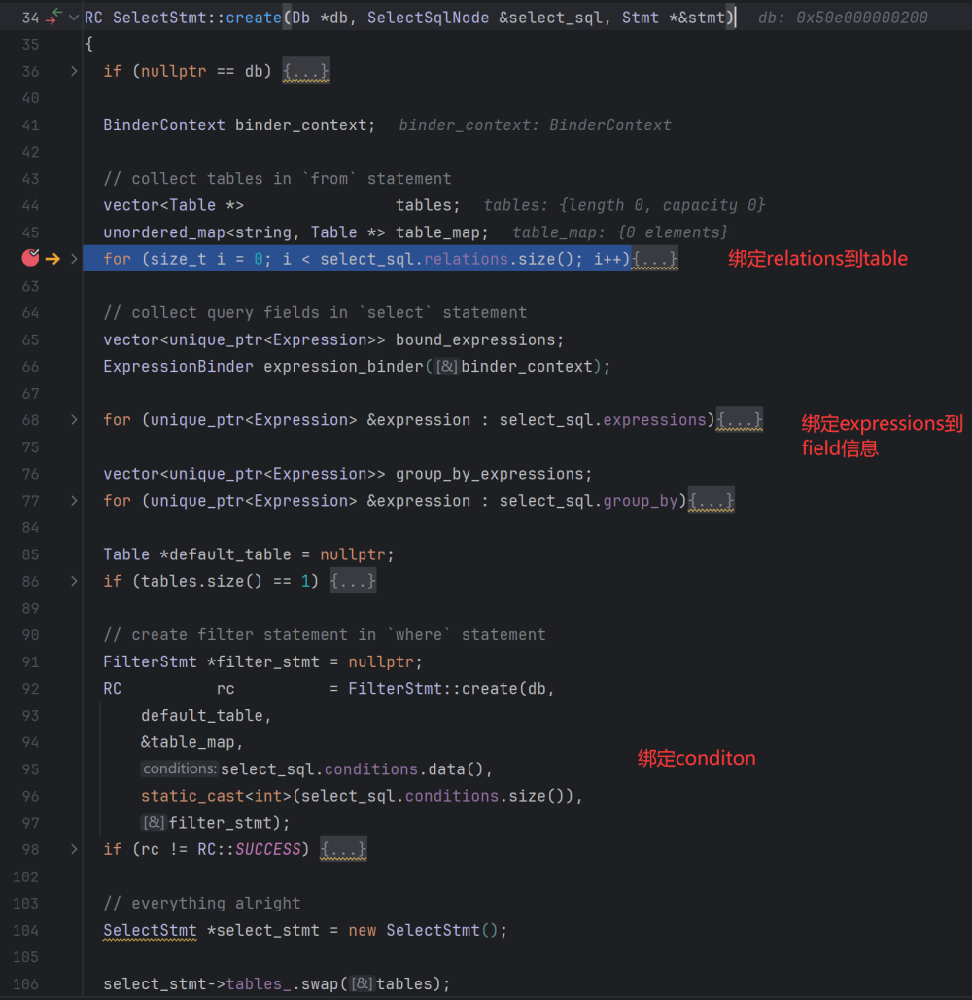 34 RC SelectStmt::create(Db *db, SelectSqlNode &select_sql, Stmt *&stmt) db: 0x50e000000200
35 {
36 if (nullptr == db) {...}
40
41 BinderContext binder_context; binder_context: BinderContext
42
43 // collect tables in `from` statement
44 vector<Table *> tables; tables: {length 0, capacity 0}
45 unordered_map<string, Table *> table_map; table_map: {0 elements}
for (size_t i = 0; i < select_sql.relations.size(); i++){...} 绑定relations到table
63
64 // collect query fields in `select` statement
65 vector<unique_ptr<Expression>> bound_expressions;
66 ExpressionBinder expression_binder([&]binder_context);
67
68 for (unique_ptr<Expression> &expression : select_sql.expressions){...} 绑定expressions到
field信息
75
76 vector<unique_ptr<Expression>> group_by_expressions;
77 for (unique_ptr<Expression> &expression : select_sql.group_by){...}
84
85 Table *default_table = nullptr;
86 if (tables.size() == 1) {...}
89
90 // create filter statement in `where` statement
91 FilterStmt *filter_stmt = nullptr;
92 RC rc = FilterStmt::create(db,
93 default_table,
94 &table_map,
绑定conditon
95 conditions: select_sql.conditions.data(),
96 static_cast<int>(select_sql.conditions.size()),
97 [&]filter_stmt);
98 if (rc != RC::SUCCESS) {...}
102
103 // everything alright
104 SelectStmt *select_stmt = new SelectStmt();
105
106 select_stmt->tables_.swap([&]tables);